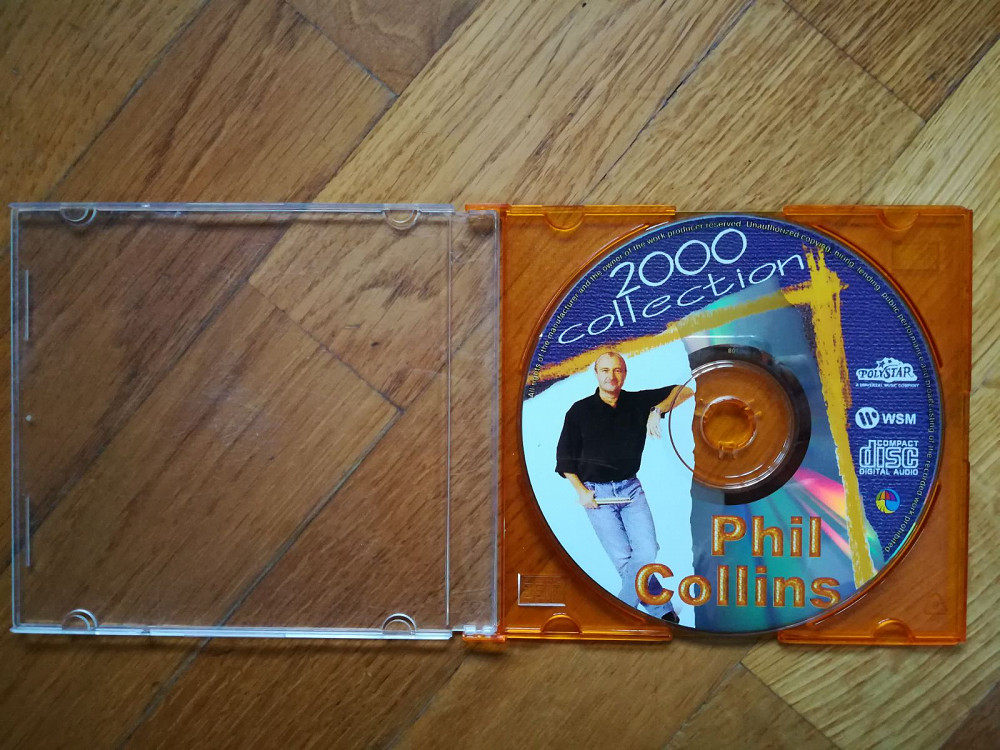 All rights of the manufacturer and the owner of the work producer reserved. Unauthorized copying, hiring, lending, public performance and broadcasting of the recorded work prohibited
2000
collection
POLYSTAR
A UNIVERSAL MUSIC COMPANY
WSM
COMPACT
disc
DIGITAL AUDIO
Phil
Collins